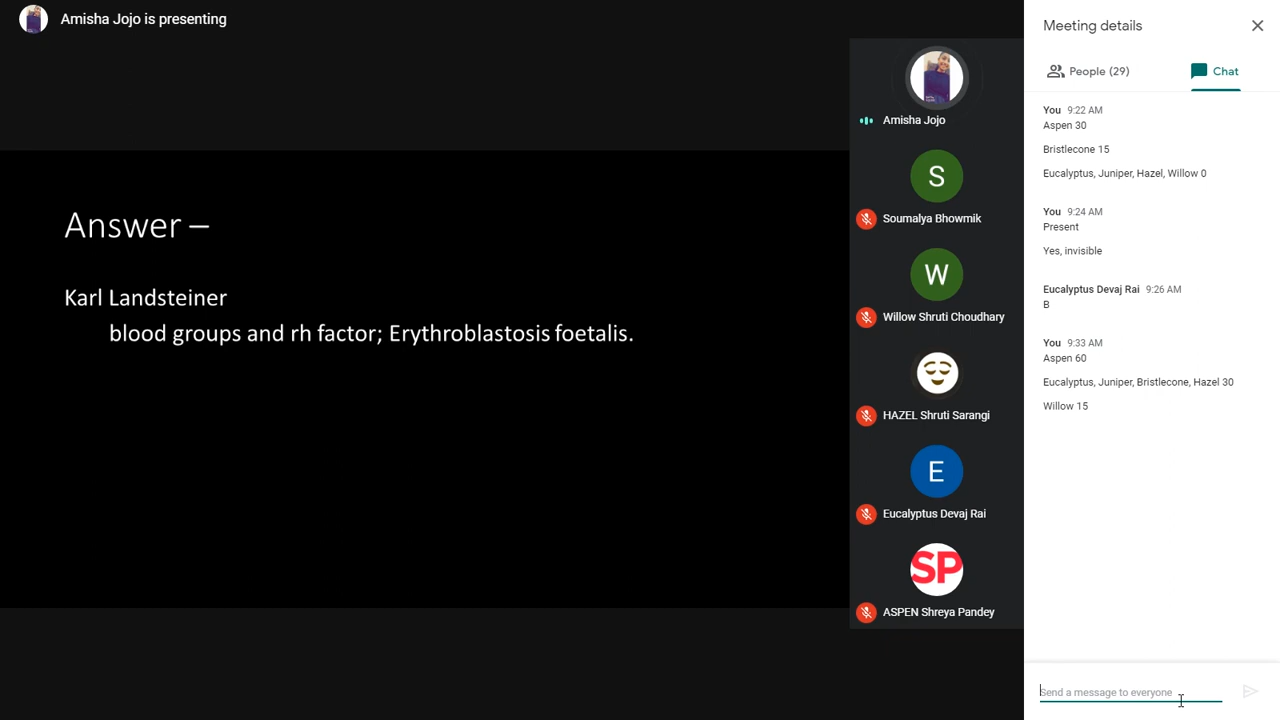 Amisha Jojo is presenting
Answer –
Karl Landsteiner
blood groups and rh factor; Erythroblastosis foetalis.
Amisha Jojo
S
Soumalya Bhowmik
W
Willow Shruti Choudhary
HAZEL Shruti Sarangi
E
Eucalyptus Devaj Rai
SP
ASPEN Shreya Pandey
Meeting details
People (29)
Chat
You 9:22 AM
Aspen 30
Bristlecone 15
Eucalyptus, Juniper, Hazel, Willow 0
You 9:24 AM
Present
Yes, invisible
Eucalyptus Devaj Rai 9:26 AM
B
You 9:33 AM
Aspen 60
Eucalyptus, Juniper, Bristlecone, Hazel 30
Willow 15
Send a message to everyone